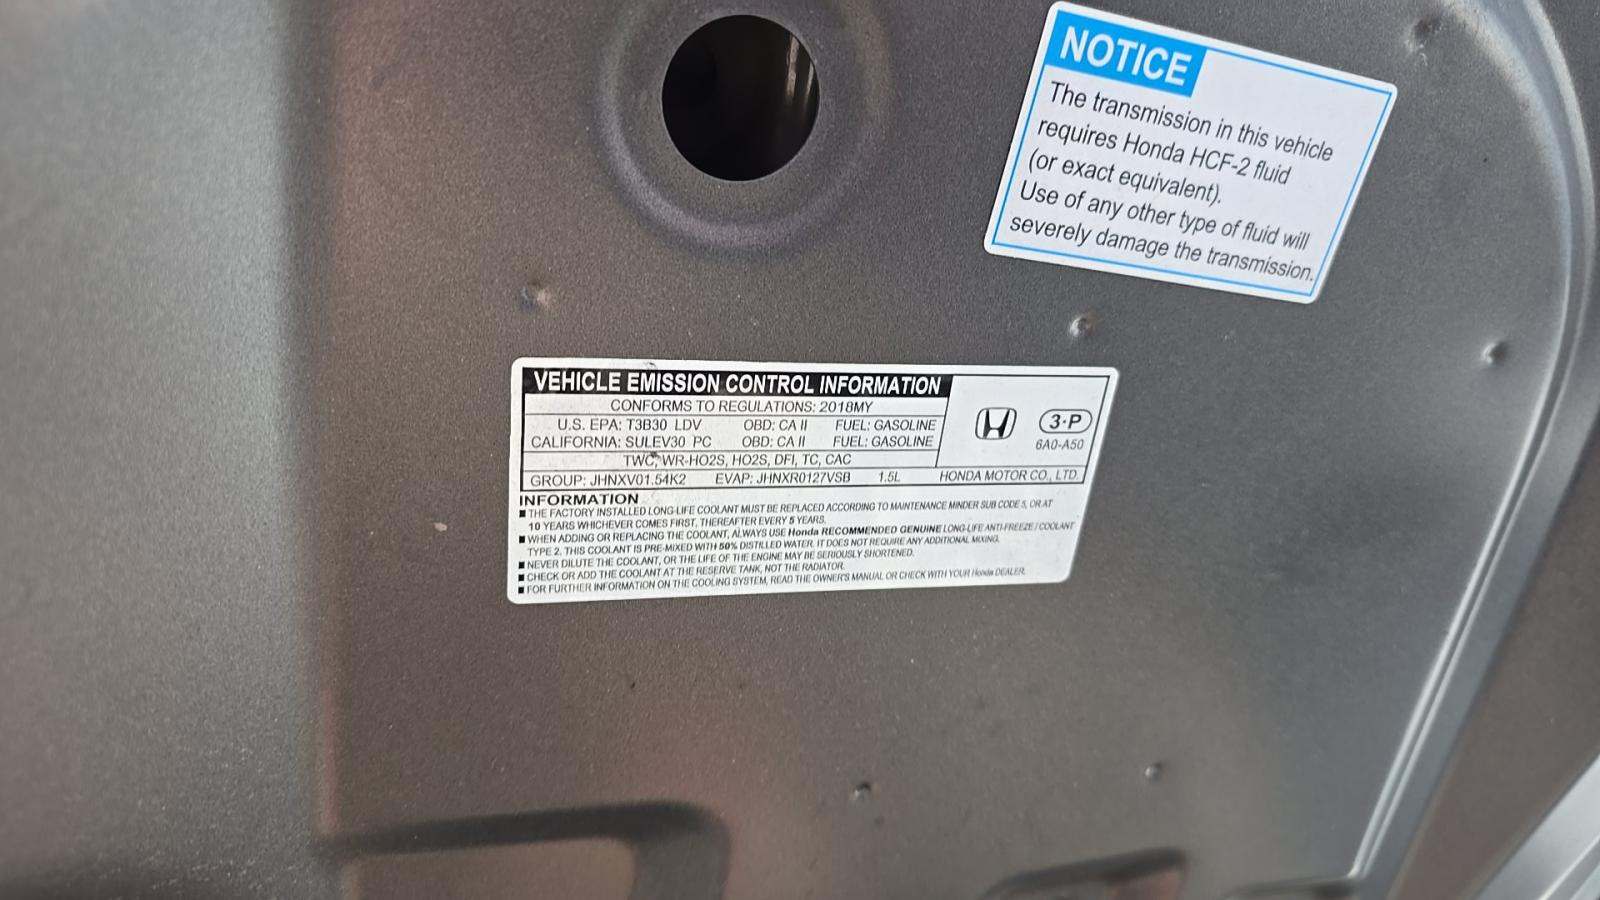 NOTICE
The transmission in this vehicle
requires Honda HCF-2 fluid
(or exact equivalent).
Use of any other type of fluid will
severely damage the transmission.
VEHICLE EMISSION CONTROL INFORMATION
CONFORMS TO REGULATIONS: 2018MY
U.S. EPA: T3B30 LDV OBD: CA II FUEL: GASOLINE
CALIFORNIA: SULEV30 PC OBD: CA II FUEL: GASOLINE
TWC, WR-HO2S, HO2S, DFI, TC, CAC
3·P
6A0-A50
GROUP: JHNXV01.54K2 EVAP: JHNXR0127VSB 1.5L HONDA MOTOR CO., LTD.
INFORMATION
■ THE FACTORY INSTALLED LONG-LIFE COOLANT MUST BE REPLACED ACCORDING TO MAINTENANCE MINDER SUB CODE 5, OR AT
10 YEARS WHICHEVER COMES FIRST, THEREAFTER EVERY 5 YEARS.
■ WHEN ADDING OR REPLACING THE COOLANT, ALWAYS USE Honda RECOMMENDED GENUINE LONG-LIFE ANTI-FREEZE / COOLANT
TYPE 2. THIS COOLANT IS PRE-MIXED WITH 50% DISTILLED WATER. IT DOES NOT REQUIRE ANY ADDITIONAL MIXING.
■ NEVER DILUTE THE COOLANT, OR THE LIFE OF THE ENGINE MAY BE SERIOUSLY SHORTENED.
■ CHECK OR ADD THE COOLANT AT THE RESERVE TANK, NOT THE RADIATOR.
■ FOR FURTHER INFORMATION ON THE COOLING SYSTEM, READ THE OWNER'S MANUAL OR CHECK WITH YOUR Honda DEALER.